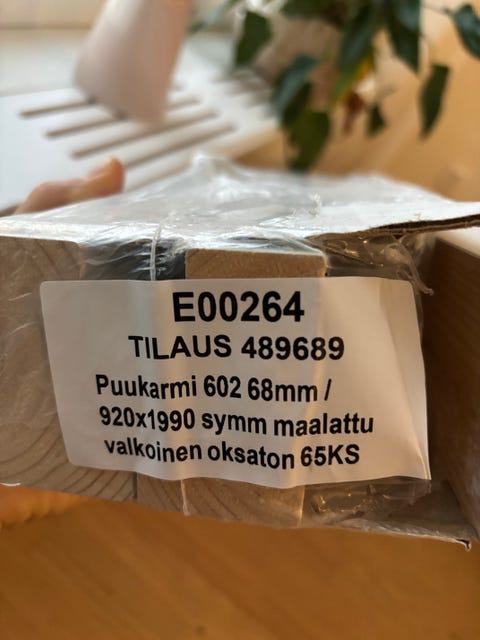 E00264
TILAUS 489689
Puukarmi 602 68mm /
920x1990 symm maalattu
valkoinen oksaton 65KS